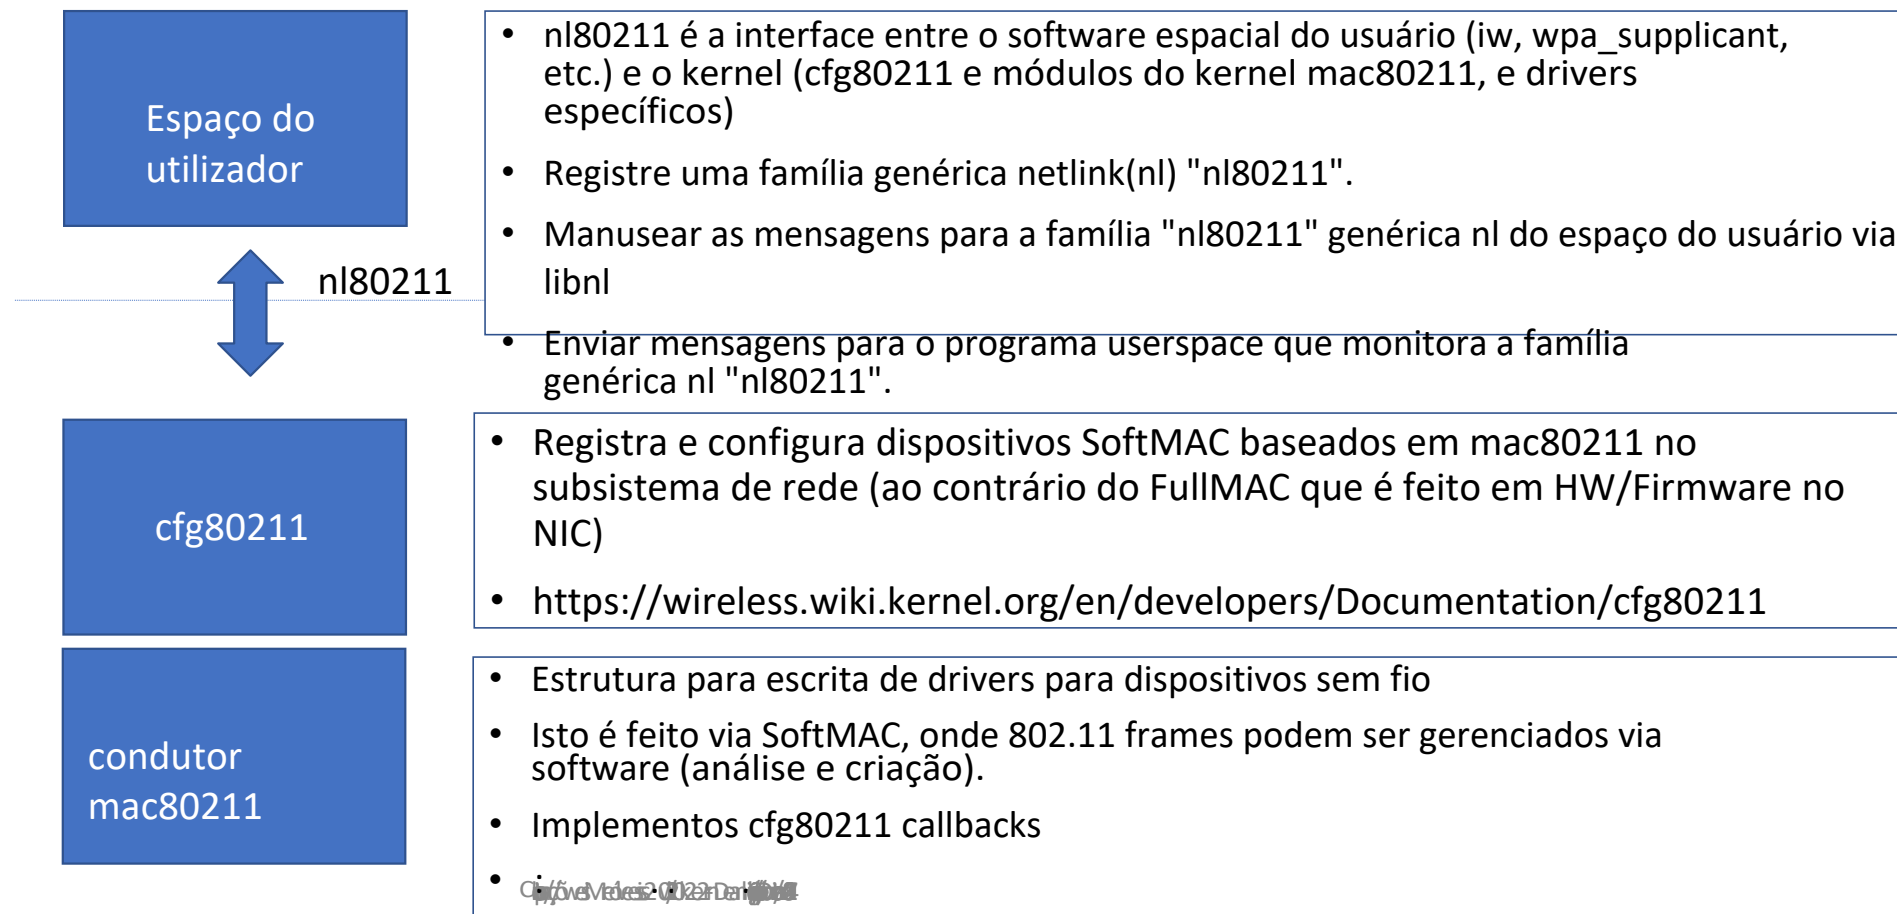 Espaço do
utilizador
nl80211
• nl80211 é a interface entre o software espacial do usuário (iw, wpa_supplicant,
etc.) e o kernel (cfg80211 e módulos do kernel mac80211, e drivers
específicos)
• Registre uma família genérica netlink(nl) "nl80211".
• Manusear as mensagens para a família "nl80211" genérica nl do espaço do usuário via
libnl
• Enviar mensagens para o programa userspace que monitora a família
genérica nl "nl80211".
cfg80211
• Registra e configura dispositivos SoftMAC baseados em mac80211 no
subsistema de rede (ao contrário do FullMAC que é feito em HW/Firmware no
NIC)
• https://wireless.wiki.kernel.org/en/developers/Documentation/cfg80211
condutor
mac80211
• Estrutura para escrita de drivers para dispositivos sem fio
• Isto é feito via SoftMAC, onde 802.11 frames podem ser gerenciados via
software (análise e criação).
• Implementos cfg80211 callbacks
•